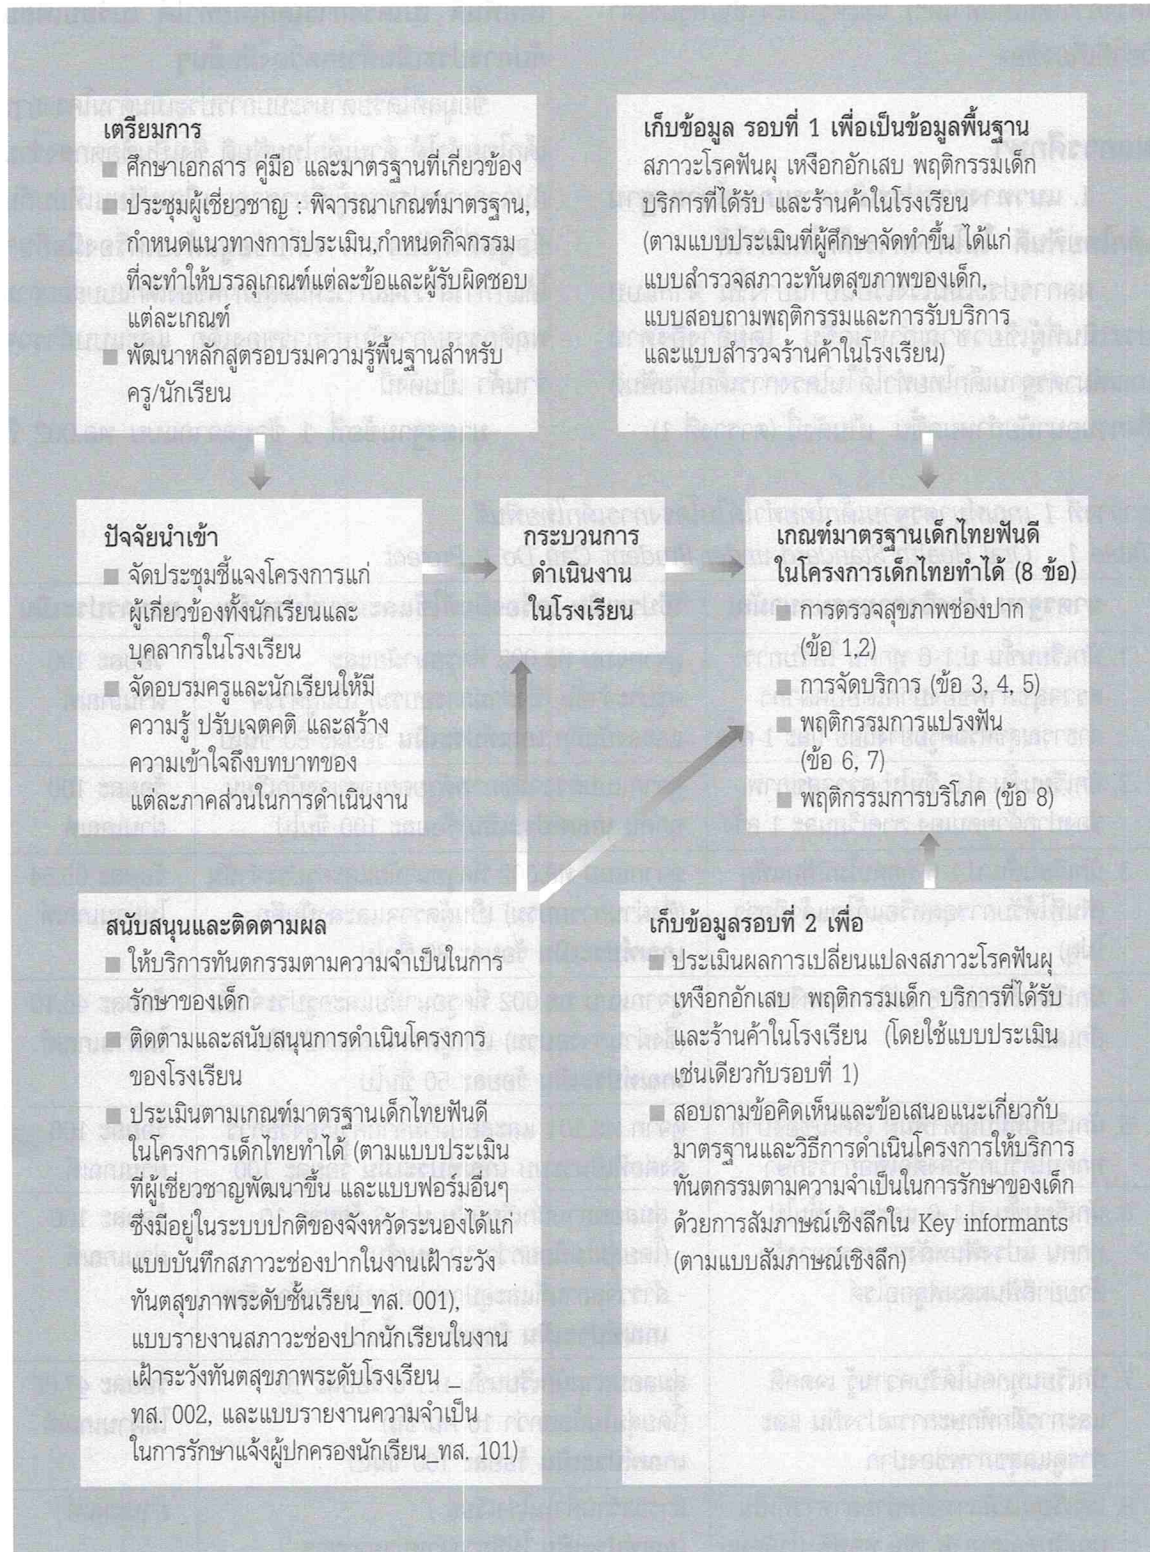 เตรียมการ
■ ศึกษาเอกสาร คู่มือ และมาตรฐานที่เกี่ยวข้อง
■ ประชุมผู้เชี่ยวชาญ : พิจารณาเกณฑ์มาตรฐาน,
กำหนดแนวทางการประเมิน,กำหนดกิจกรรม
ที่จะทำให้บรรลุเกณฑ์แต่ละข้อและผู้รับผิดชอบ
แต่ละเกณฑ์
■ พัฒนาหลักสูตรอบรมความรู้พื้นฐานสำหรับ
ครู/นักเรียน
เก็บข้อมูล รอบที่ 1 เพื่อเป็นข้อมูลพื้นฐาน
สภาวะโรคฟันผุ เหงือกอักเสบ พฤติกรรมเด็ก
บริการที่ได้รับ และร้านค้าในโรงเรียน
(ตามแบบประเมินที่ผู้ศึกษาจัดทำขึ้น ได้แก่
แบบสำรวจสภาวะทันตสุขภาพของเด็ก,
แบบสอบถามพฤติกรรมและการรับบริการ
และแบบสำรวจร้านค้าในโรงเรียน)
ปัจจัยนำเข้า
■ จัดประชุมชี้แจงโครงการแก่
ผู้เกี่ยวข้องทั้งนักเรียนและ
บุคลากรในโรงเรียน
■ จัดอบรมครูและนักเรียนให้มี
ความรู้ ปรับเจตคติ และสร้าง
ความเข้าใจถึงบทบาทของ
แต่ละภาคส่วนในการดำเนินงาน
กระบวนการ
ดำเนินงาน
ในโรงเรียน
เกณฑ์มาตรฐานเด็กไทยฟันดี
ในโครงการเด็กไทยทำได้ (8 ข้อ)
■ การตรวจสุขภาพช่องปาก
(ข้อ 1,2)
■ การจัดบริการ (ข้อ 3, 4, 5)
■ พฤติกรรมการแปรงฟัน
(ข้อ 6, 7)
■ พฤติกรรมการบริโภค (ข้อ 8)
สนับสนุนและติดตามผล
■ ให้บริการทันตกรรมตามความจำเป็นในการ
รักษาของเด็ก
■ ติดตามและสนับสนุนการดำเนินโครงการ
ของโรงเรียน
■ ประเมินตามเกณฑ์มาตรฐานเด็กไทยฟันดี
ในโครงการเด็กไทยทำได้ (ตามแบบประเมิน
ที่ผู้เชี่ยวชาญพัฒนาขึ้น และแบบฟอร์มอื่นๆ
ซึ่งมีอยู่ในระบบปกติของจังหวัดระนองได้แก่
แบบบันทึกสภาวะช่องปากในงานเฝ้าระวัง
ทันตสุขภาพระดับชั้นเรียน_ทส. 001),
แบบรายงานสภาวะช่องปากนักเรียนในงาน
เฝ้าระวังทันตสุขภาพระดับโรงเรียน _
ทส. 002, และแบบรายงานความจำเป็น
ในการรักษาแจ้งผู้ปกครองนักเรียน_ทส. 101)
เก็บข้อมูลรอบที่ 2 เพื่อ
■ ประเมินผลการเปลี่ยนแปลงสภาวะโรคฟันผุ
เหงือกอักเสบ พฤติกรรมเด็ก บริการที่ได้รับ
และร้านค้าในโรงเรียน (โดยใช้แบบประเมิน
เช่นเดียวกับรอบที่ 1)
■ สอบถามข้อคิดเห็นและข้อเสนอแนะเกี่ยวกับ
มาตรฐานและวิธีการดำเนินโครงการให้บริการ
ทันตกรรมตามความจำเป็นในการรักษาของเด็ก
ด้วยการสัมภาษณ์เชิงลึกใน Key informants
(ตามแบบสัมภาษณ์เชิงลึก)